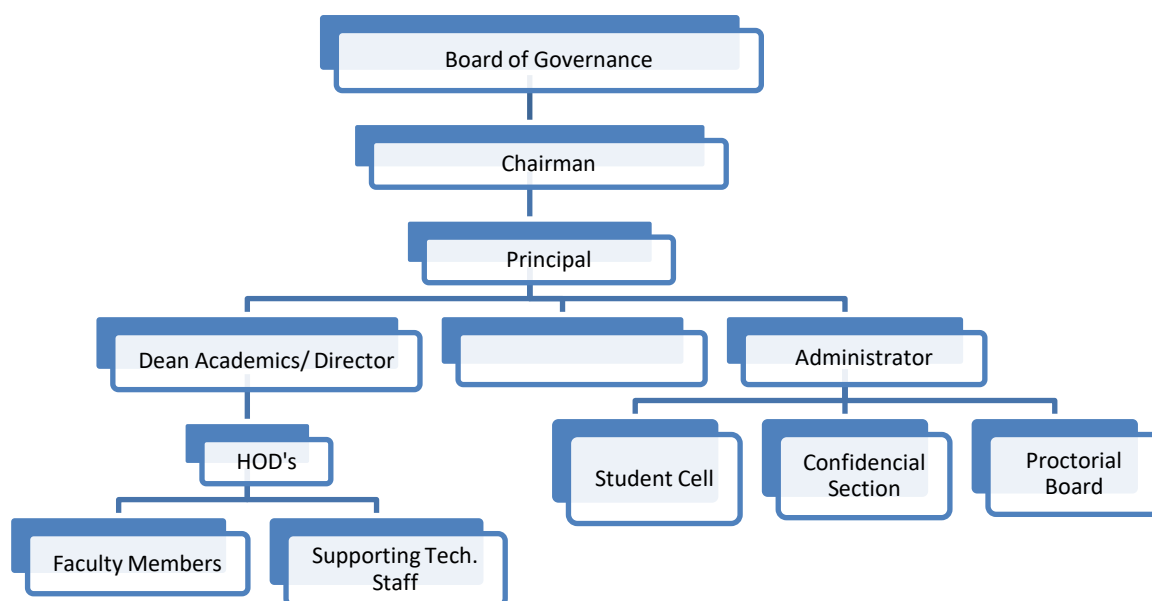 Board of Governance
Chairman
Principal
Dean Academics/ Director
Administrator
HOD's
Student Cell
Confidencial
Section
Proctorial
Board
Faculty Members
Supporting Tech.
Staff